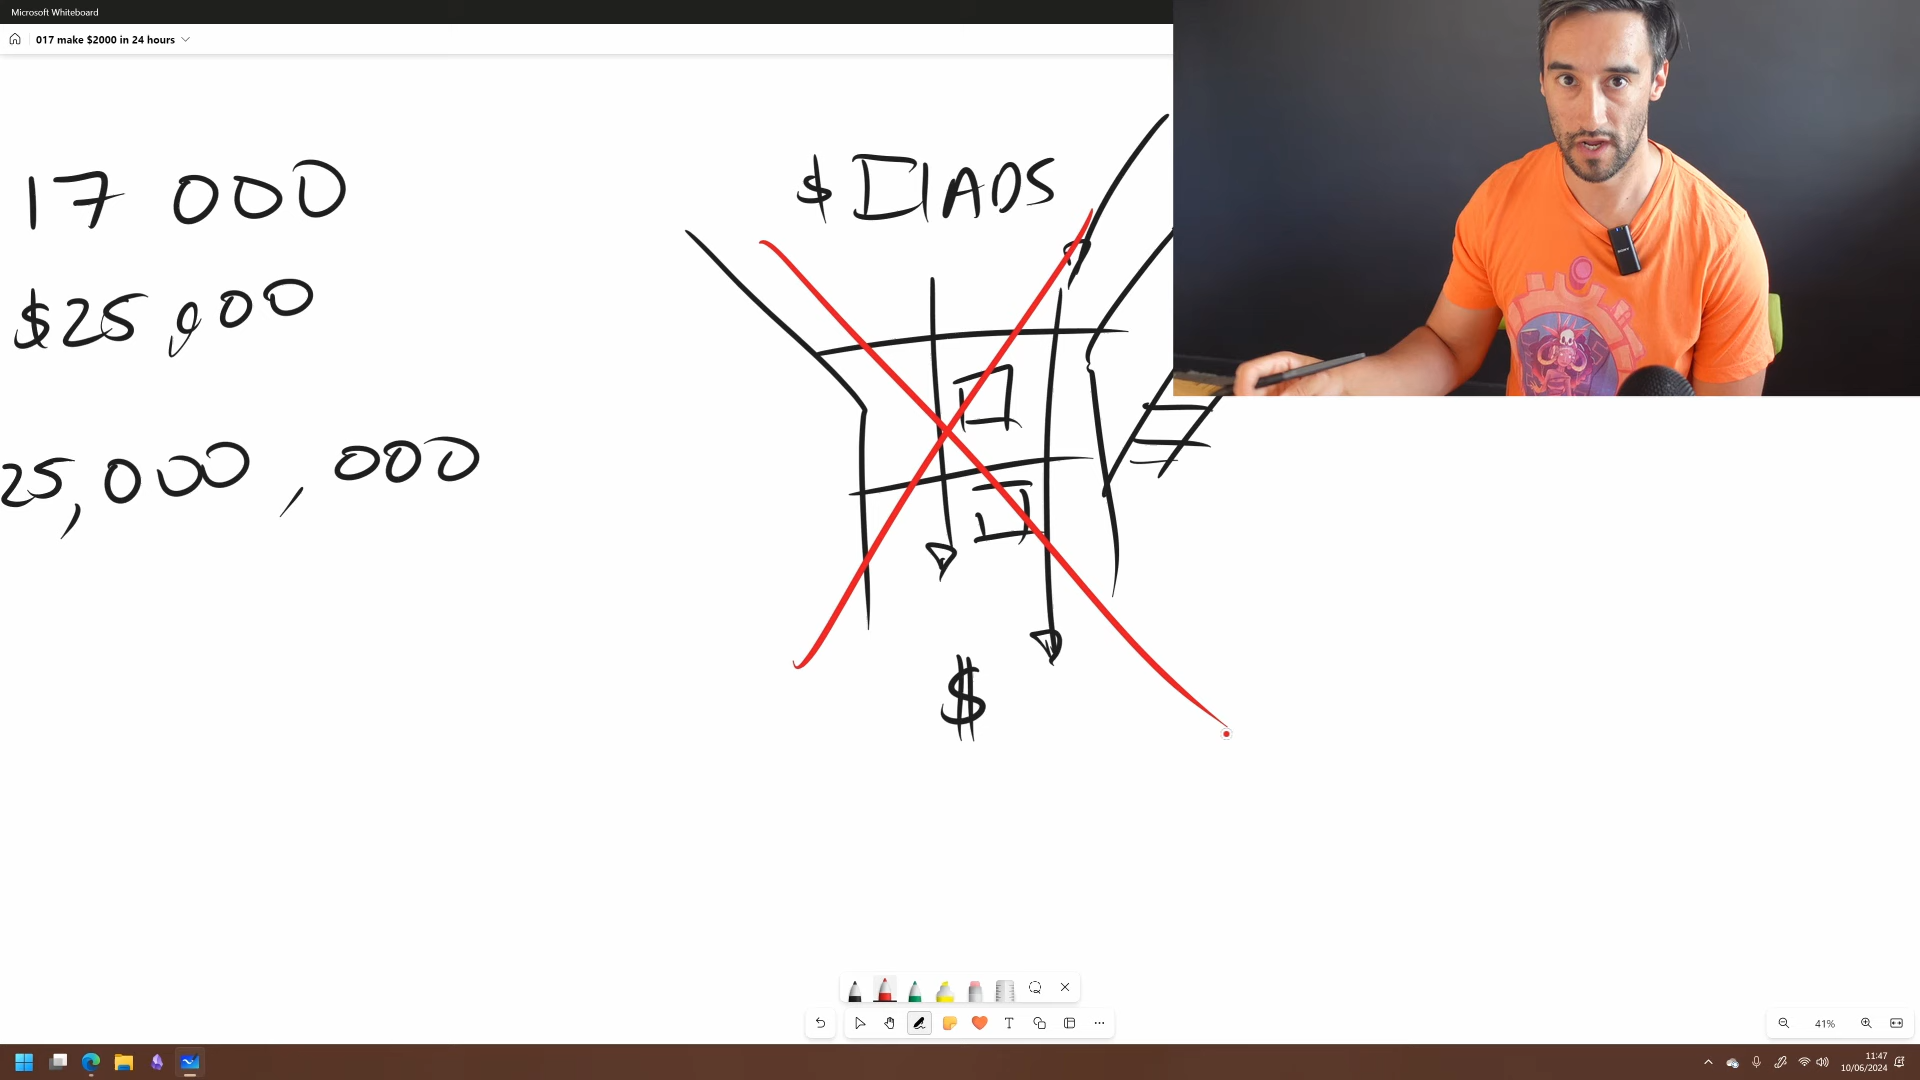 Microsoft Whiteboard
017 make $2000 in 24 hours
17 000
$25,000
25,000,000
$ ADS
$
41%
11:47
10/06/2024